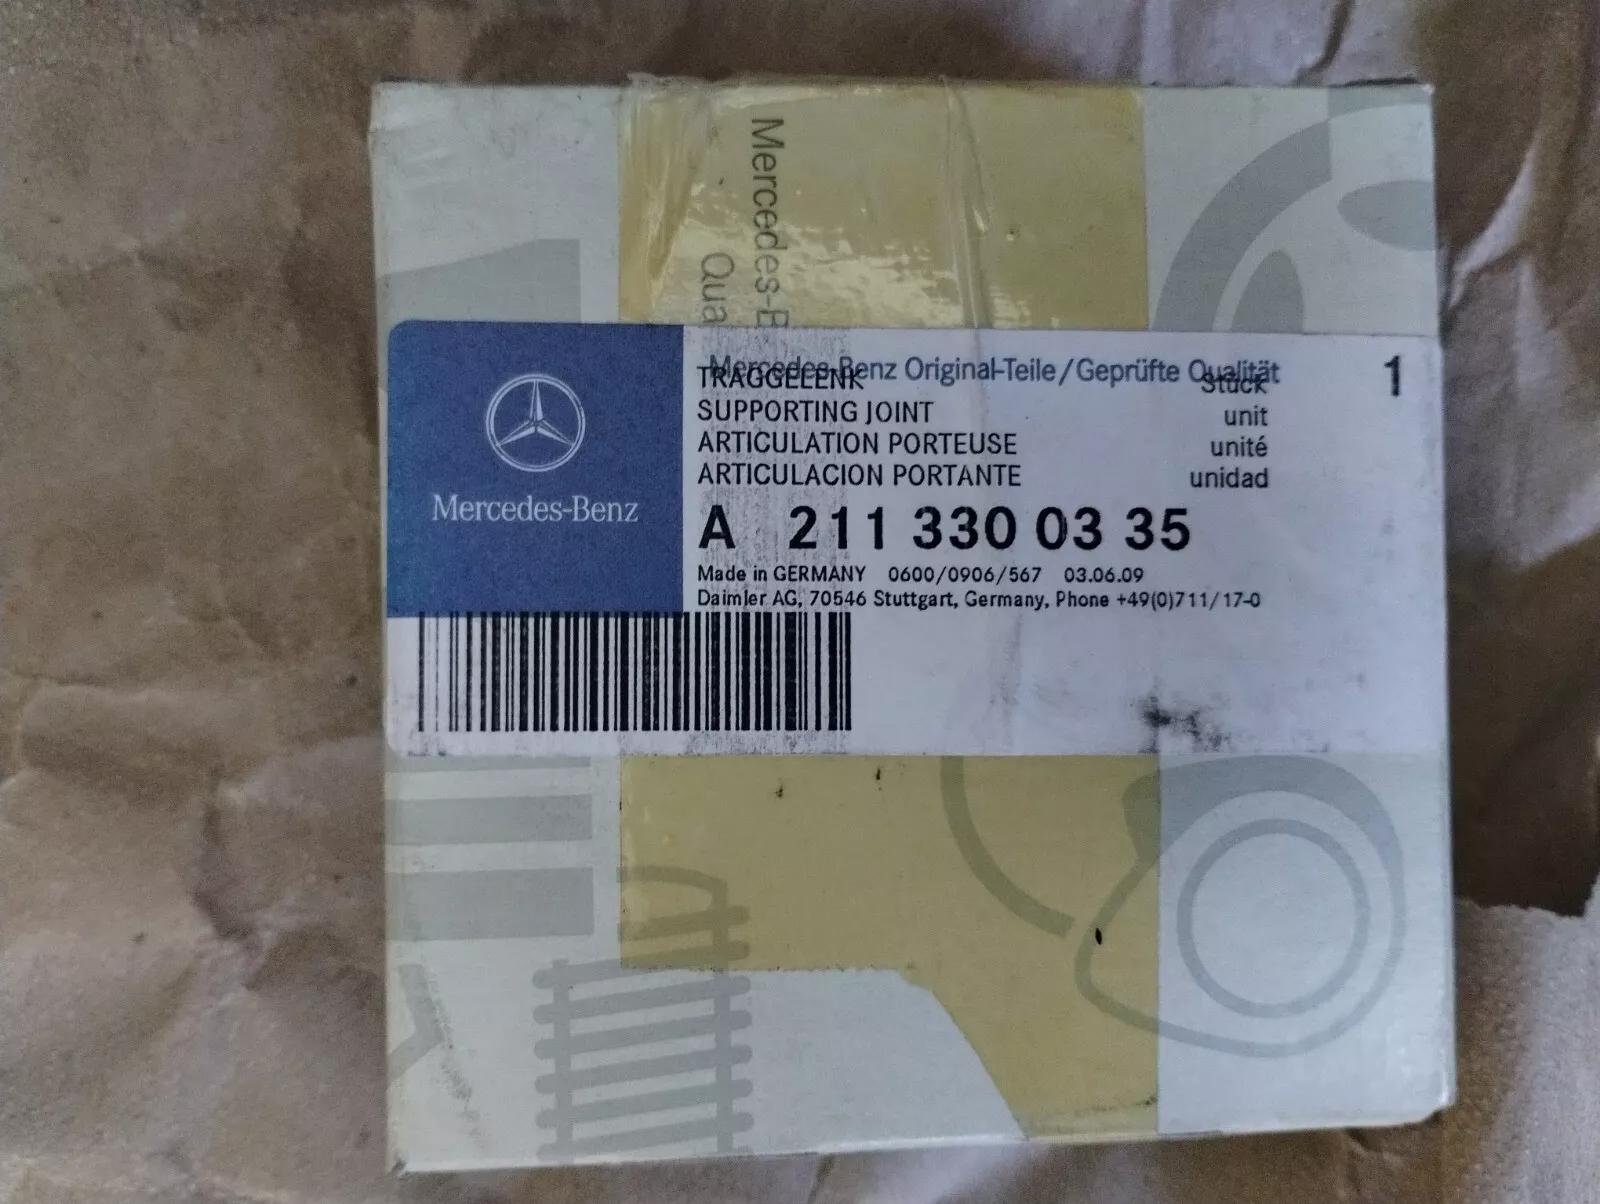 Mercedes-B
Qua
Mercedes-Benz Original-Teile/Geprüfte Qualität
TRAGGELENK Stück 1
SUPPORTING JOINT unit
ARTICULATION PORTEUSE unité
ARTICULACION PORTANTE unidad
Mercedes-Benz
A 211 330 03 35
Made in GERMANY 0600/0906/567 03.06.09
Daimler AG, 70546 Stuttgart, Germany, Phone +49(0)711/17-0